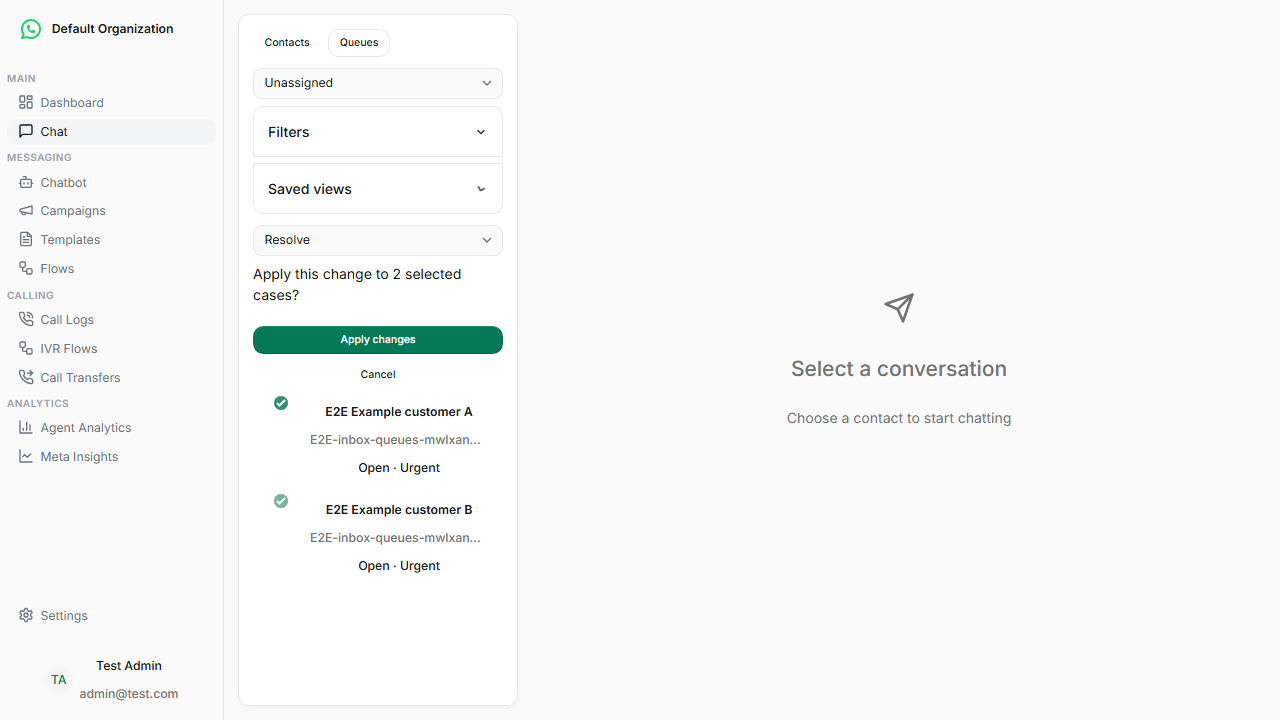 Default Organization
MAIN
Dashboard
Chat
MESSAGING
Chatbot
Campaigns
Templates
Flows
CALLING
Call Logs
IVR Flows
Call Transfers
ANALYTICS
Agent Analytics
Meta Insights
Settings
TA
Test Admin
admin@test.com
Contacts
Queues
Unassigned
Filters
Saved views
Resolve
Apply this change to 2 selected
cases?
Apply changes
Cancel
E2E Example customer A
E2E-inbox-queues-mwlxan...
Open · Urgent
E2E Example customer B
E2E-inbox-queues-mwlxan...
Open · Urgent
Select a conversation
Choose a contact to start chatting